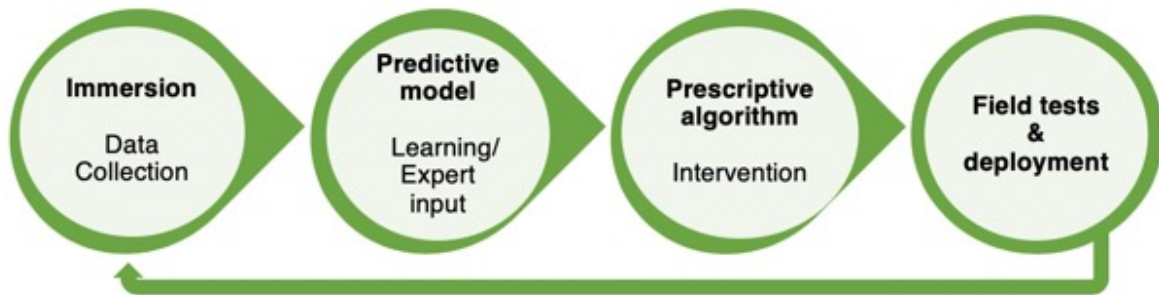 Immersion
Data
Collection
Predictive
model
Learning/
Expert
input
Prescriptive
algorithm
Intervention
Field tests
&
deployment